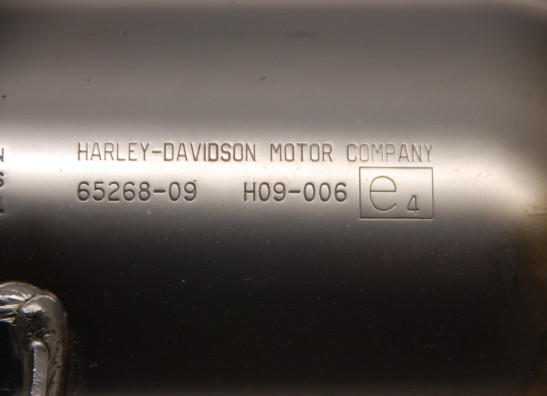 HARLEY-DAVIDSON MOTOR COMPANY
65268-09 H09-006 e4